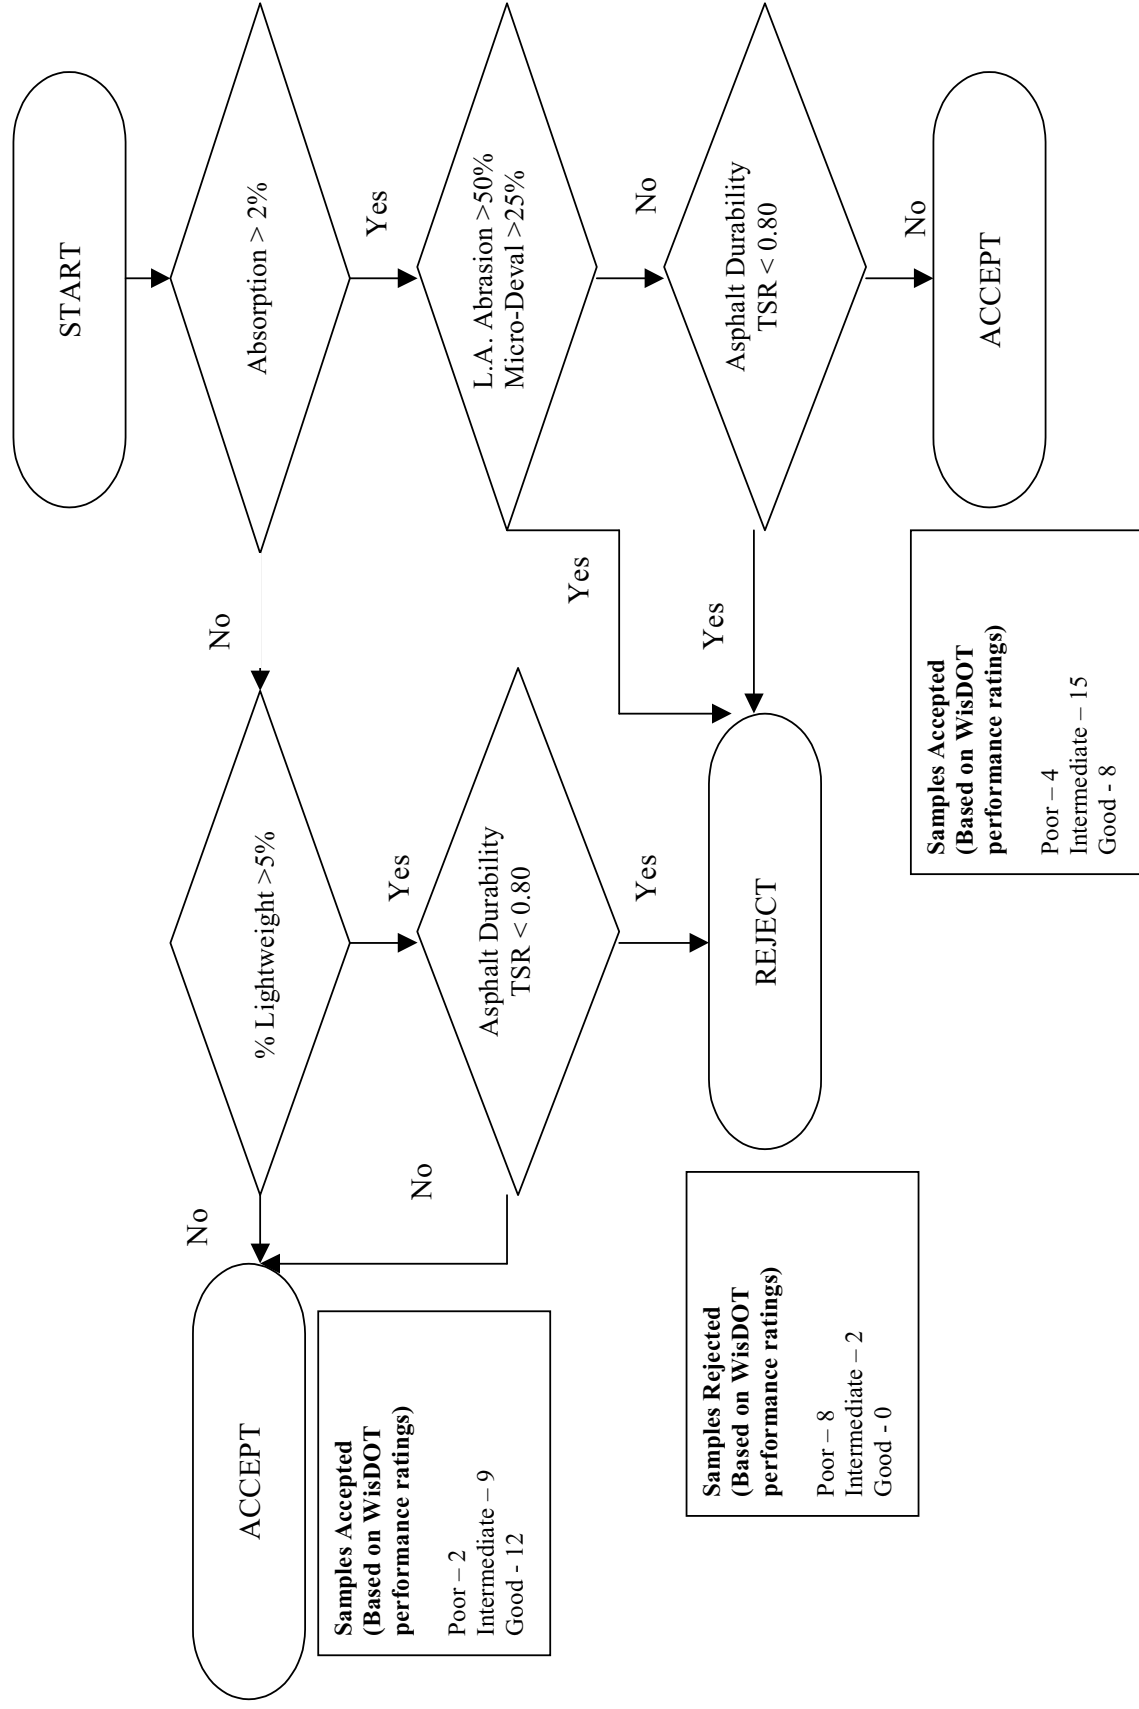 START
Absorption > 2%
Yes
No
L.A. Abrasion >50%
Micro-Deval >25%
No
Yes
Asphalt Durability
TSR < 0.80
No
Yes
ACCEPT
Samples Accepted
(Based on WisDOT
performance ratings)
Poor – 4
Intermediate – 15
Good - 8
% Lightweight >5%
Yes
No
Asphalt Durability
TSR < 0.80
Yes
No
REJECT
Samples Rejected
(Based on WisDOT
performance ratings)
Poor – 8
Intermediate – 2
Good - 0
ACCEPT
Samples Accepted
(Based on WisDOT
performance ratings)
Poor – 2
Intermediate – 9
Good - 12